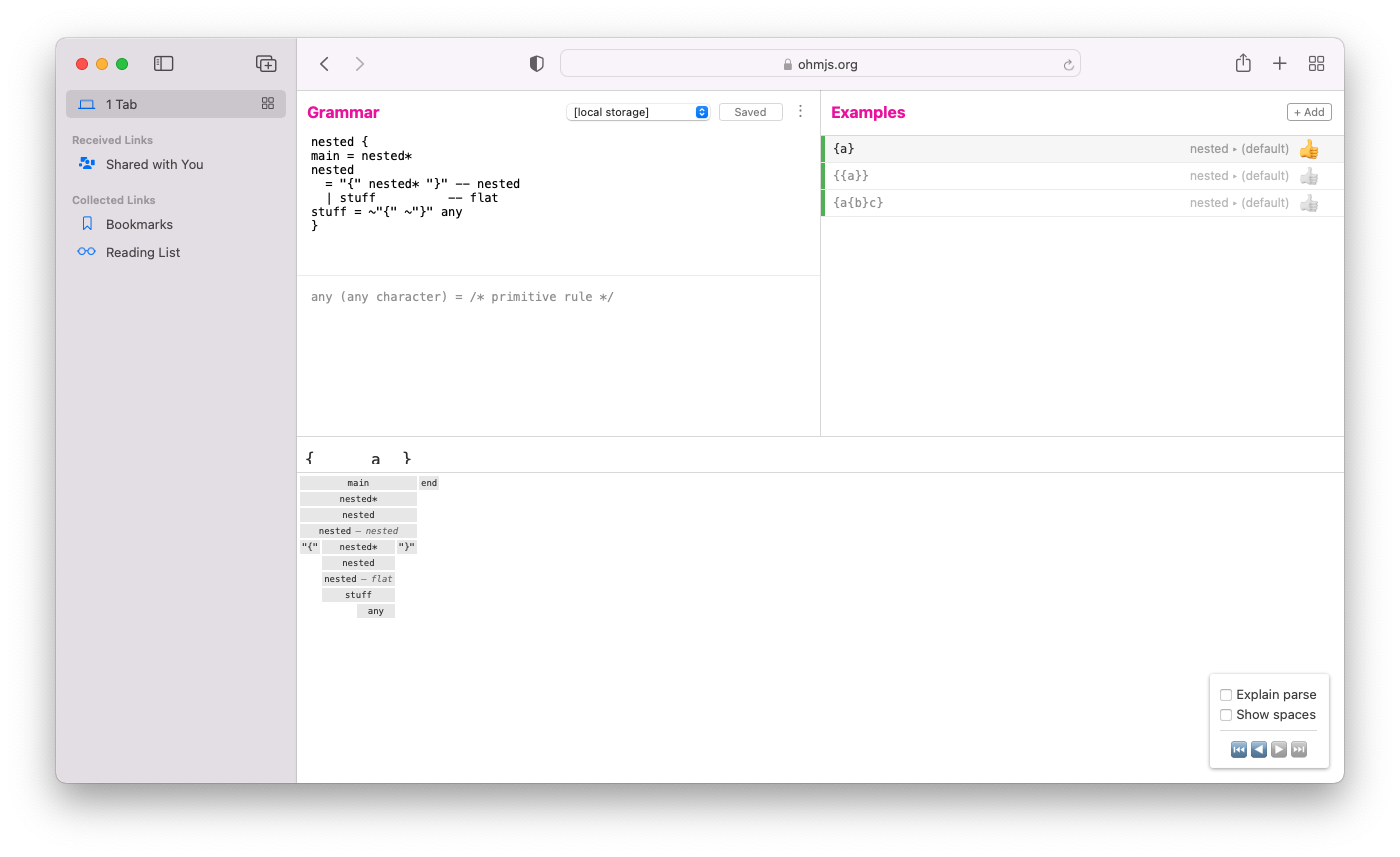 ohmjs.org
1 Tab
Received Links
Shared with You
Collected Links
Bookmarks
Reading List
Grammar
[local storage]
Saved
nested {
main = nested*
nested
  = "{" nested* "}" -- nested
  | stuff          -- flat
stuff = ~"{" ~"}" any
}
any (any character) = /* primitive rule */
Examples
+ Add
{a} nested ‣ (default)
{{a}} nested ‣ (default)
{a{b}c} nested ‣ (default)
{ a }
main end
nested*
nested
nested – nested
"{" nested* "}"
nested
nested – flat
stuff
any
Explain parse
Show spaces